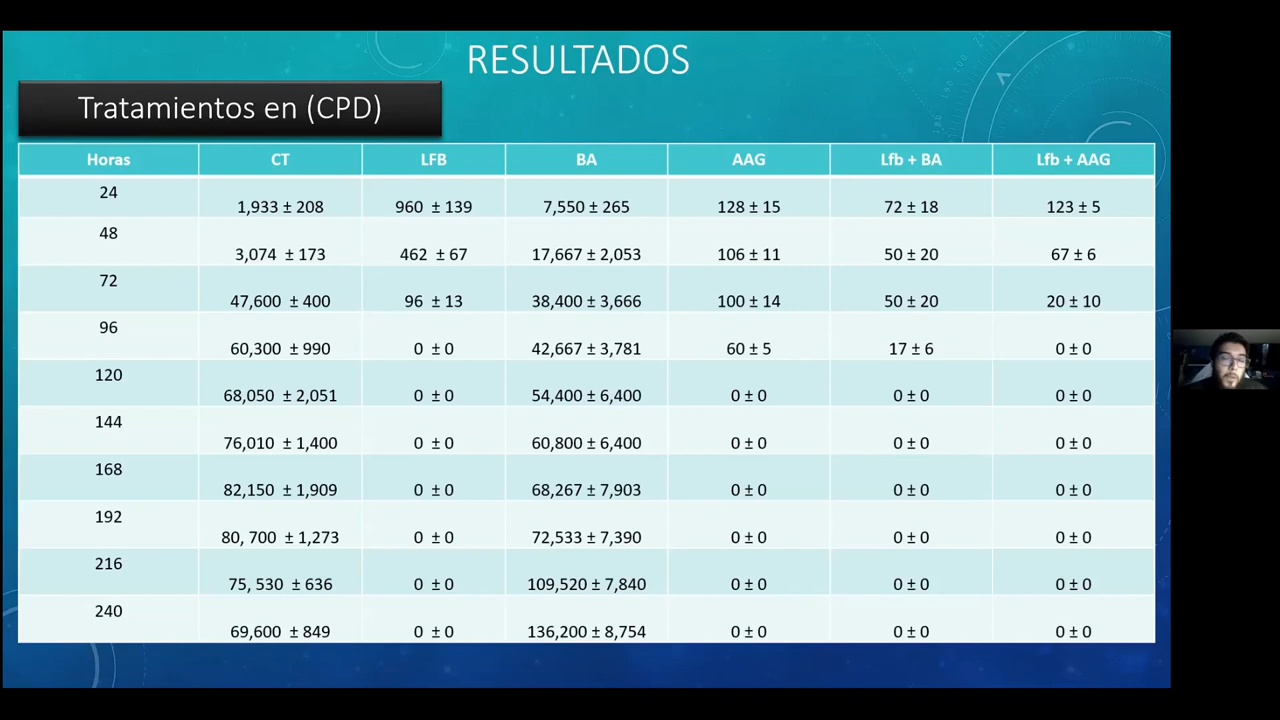 RESULTADOS
Tratamientos en (CPD)
Horas CT LFB BA AAG Lfb + BA Lfb + AAG
24 1,933 ± 208 960 ± 139 7,550 ± 265 128 ± 15 72 ± 18 123 ± 5
48 3,074 ± 173 462 ± 67 17,667 ± 2,053 106 ± 11 50 ± 20 67 ± 6
72 47,600 ± 400 96 ± 13 38,400 ± 3,666 100 ± 14 50 ± 20 20 ± 10
96 60,300 ± 990 0 ± 0 42,667 ± 3,781 60 ± 5 17 ± 6 0 ± 0
120 68,050 ± 2,051 0 ± 0 54,400 ± 6,400 0 ± 0 0 ± 0 0 ± 0
144 76,010 ± 1,400 0 ± 0 60,800 ± 6,400 0 ± 0 0 ± 0 0 ± 0
168 82,150 ± 1,909 0 ± 0 68,267 ± 7,903 0 ± 0 0 ± 0 0 ± 0
192 80, 700 ± 1,273 0 ± 0 72,533 ± 7,390 0 ± 0 0 ± 0 0 ± 0
216 75, 530 ± 636 0 ± 0 109,520 ± 7,840 0 ± 0 0 ± 0 0 ± 0
240 69,600 ± 849 0 ± 0 136,200 ± 8,754 0 ± 0 0 ± 0 0 ± 0